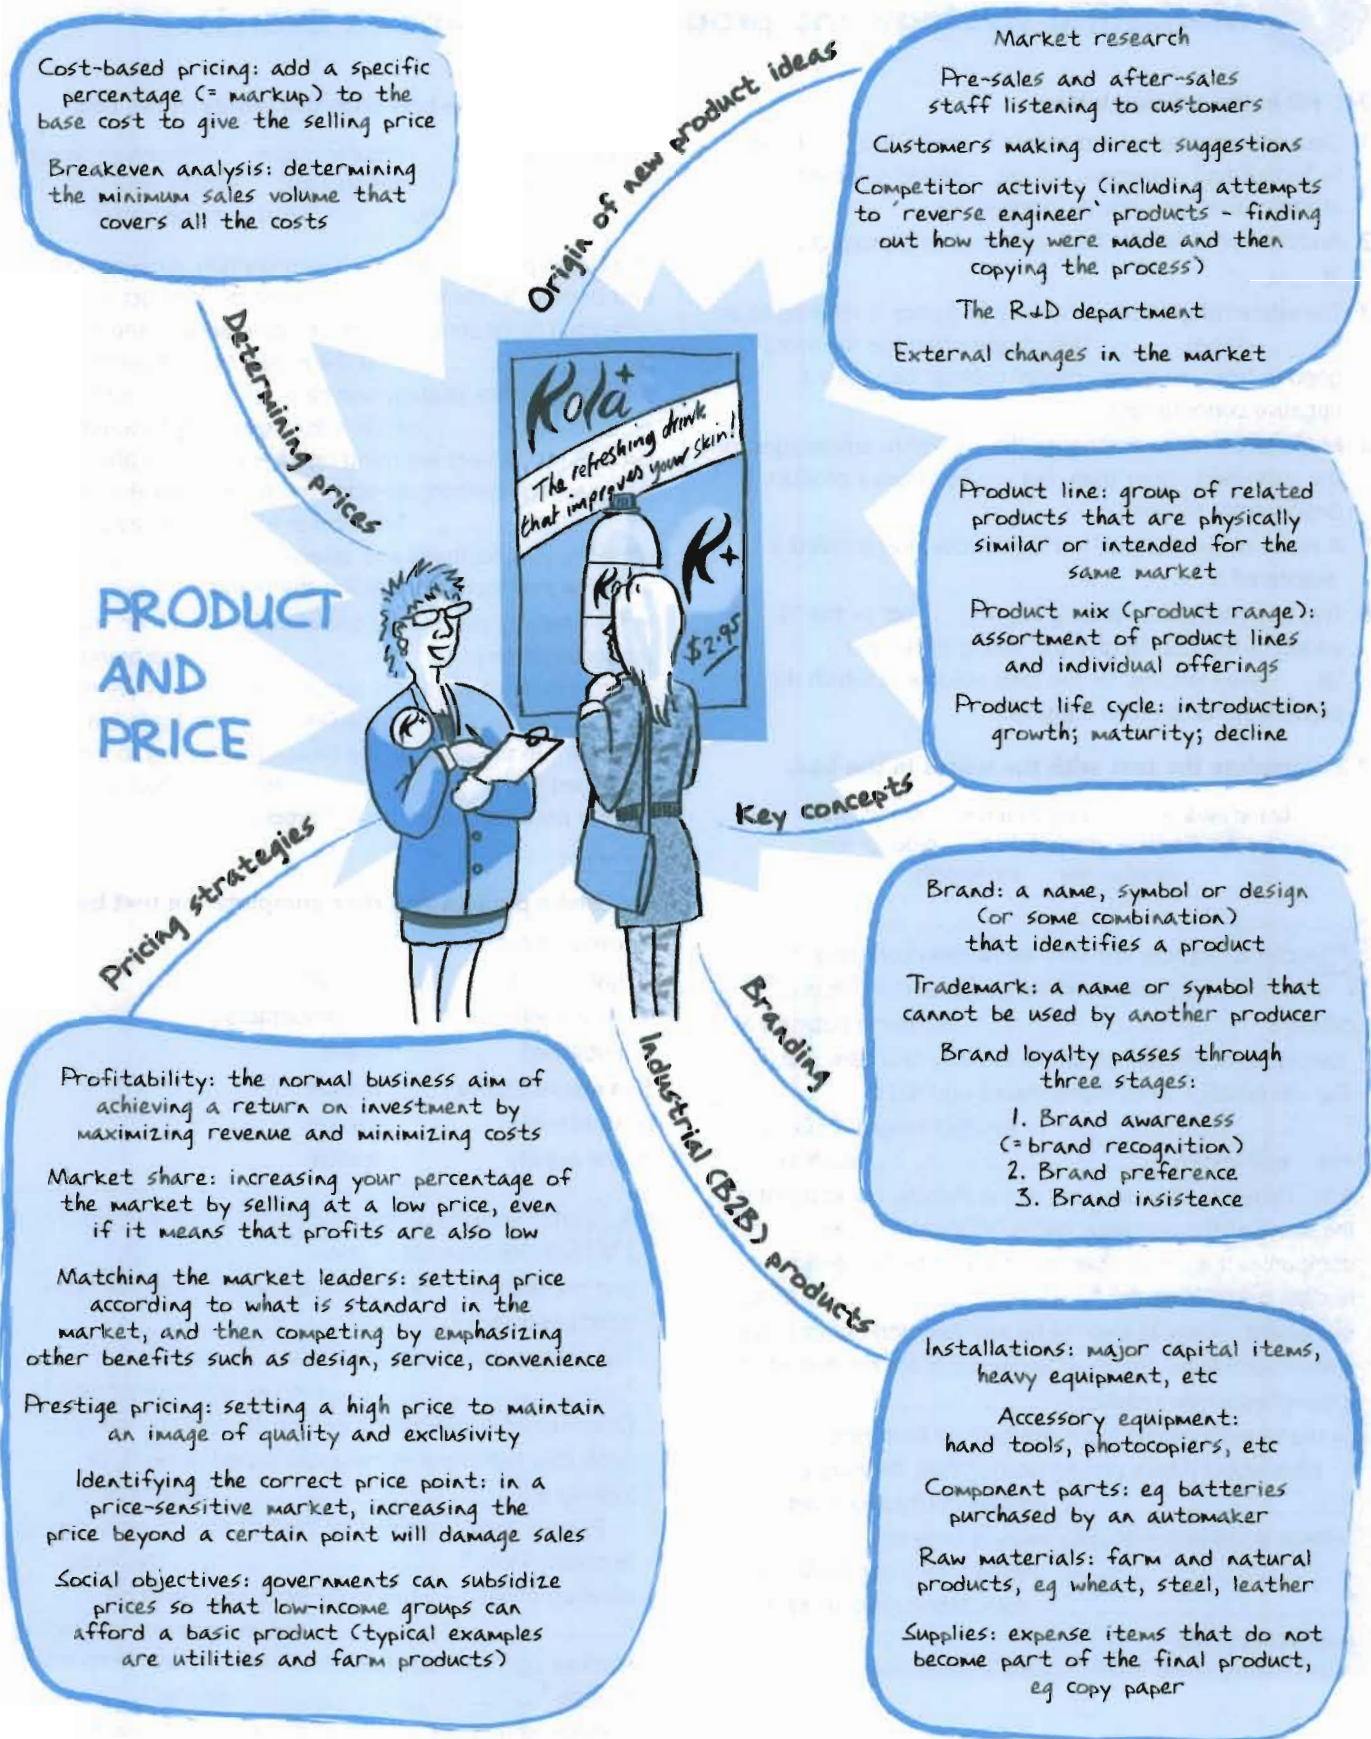 Cost-based pricing: add a specific
percentage (= markup) to the
base cost to give the selling price
Breakeven analysis: determining
the minimum sales volume that
covers all the costs
Determining prices
Origin of new product ideas
Market research
Pre-sales and after-sales
staff listening to customers
Customers making direct suggestions
Competitor activity (including attempts
to 'reverse engineer' products - finding
out how they were made and then
copying the process)
The R&D department
External changes in the market
Kola+
The refreshing drink
that improves your skin!
K+
$2.95
K+
PRODUCT
AND
PRICE
Key concepts
Product line: group of related
products that are physically
similar or intended for the
same market
Product mix (product range):
assortment of product lines
and individual offerings
Product life cycle: introduction;
growth; maturity; decline
Branding
Brand: a name, symbol or design
(or some combination)
that identifies a product
Trademark: a name or symbol that
cannot be used by another producer
Brand loyalty passes through
three stages:
1. Brand awareness
(= brand recognition)
2. Brand preference
3. Brand insistence
Pricing strategies
Profitability: the normal business aim of
achieving a return on investment by
maximizing revenue and minimizing costs
Market share: increasing your percentage of
the market by selling at a low price, even
if it means that profits are also low
Matching the market leaders: setting price
according to what is standard in the
market, and then competing by emphasizing
other benefits such as design, service, convenience
Prestige pricing: setting a high price to maintain
an image of quality and exclusivity
Identifying the correct price point: in a
price-sensitive market, increasing the
price beyond a certain point will damage sales
Social objectives: governments can subsidize
prices so that low-income groups can
afford a basic product (typical examples
are utilities and farm products)
Industrial (B2B) products
Installations: major capital items,
heavy equipment, etc
Accessory equipment:
hand tools, photocopiers, etc
Component parts: eg batteries
purchased by an automaker
Raw materials: farm and natural
products, eg wheat, steel, leather
Supplies: expense items that do not
become part of the final product,
eg copy paper